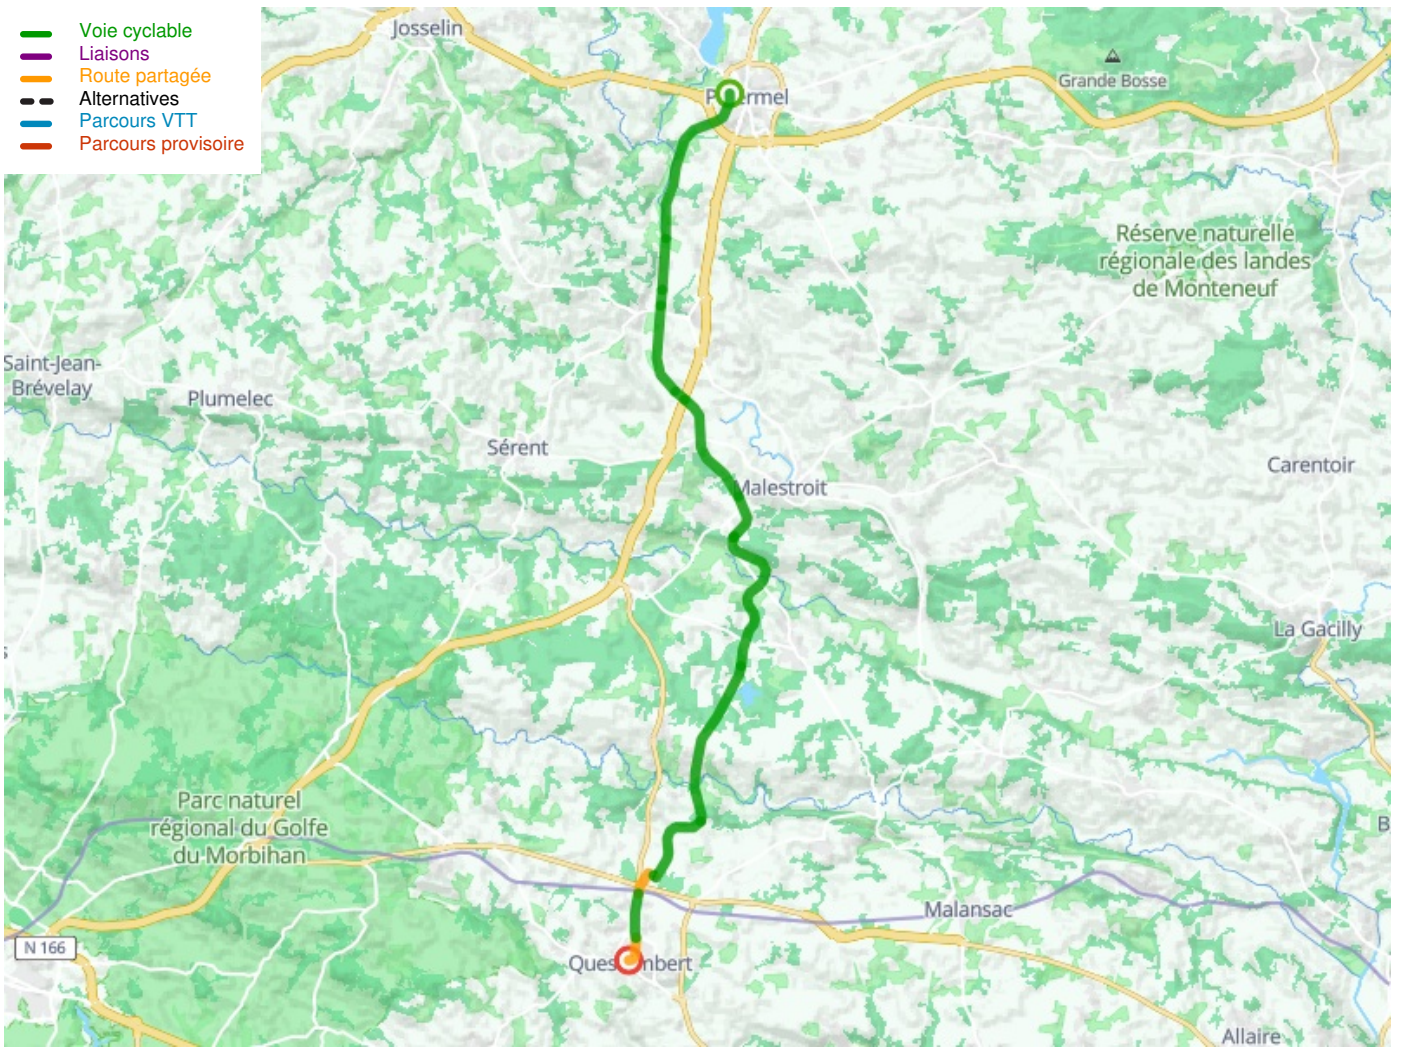 Voie cyclable
Liaisons
Route partagée
Alternatives
Parcours VTT
Parcours provisoire
Josselin
Grande Bosse
Réserve naturelle
régionale des landes
de Monteneuf
Saint-Jean-
Brévelay
Plumelec
Sérent
Malestroit
Carentoir
La Gacilly
Parc naturel
régional du Golfe
du Morbihan
Malansac
N 166
Allaire